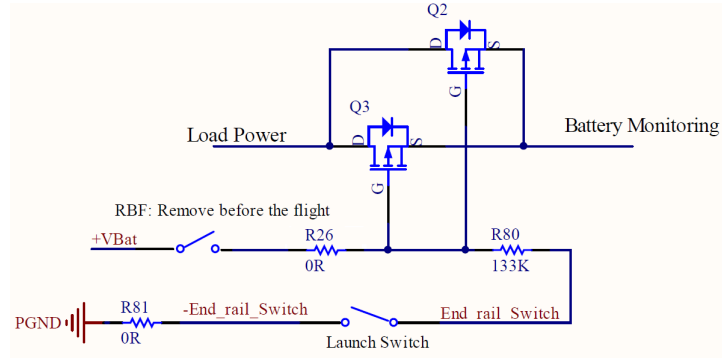 Q2
D
S
G
Q3
Load Power
D
S
Battery Monitoring
G
RBF: Remove before the flight
+VBat
R26
0R
R80
133K
PGND
R81
0R
-End_rail_Switch
End_rail_Switch
Launch Switch